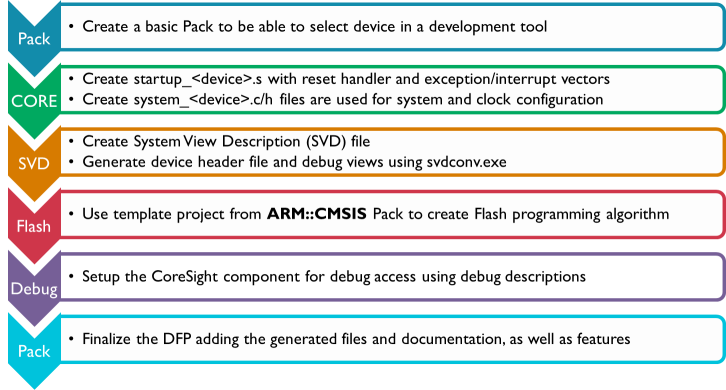 Pack
• Create a basic Pack to be able to select device in a development tool
CORE
• Create startup_<device>.s with reset handler and exception/interrupt vectors
• Create system_<device>.c/h files are used for system and clock configuration
SVD
• Create System View Description (SVD) file
• Generate device header file and debug views using svdconv.exe
Flash
• Use template project from ARM::CMSIS Pack to create Flash programming algorithm
Debug
• Setup the CoreSight component for debug access using debug descriptions
Pack
• Finalize the DFP adding the generated files and documentation, as well as features